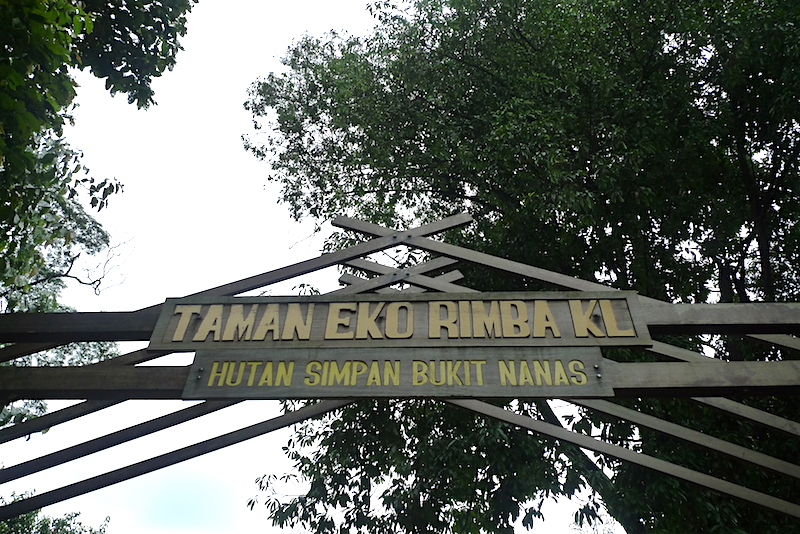 TAMAN EKO RIMBA KL
HUTAN SIMPAN BUKIT NANAS